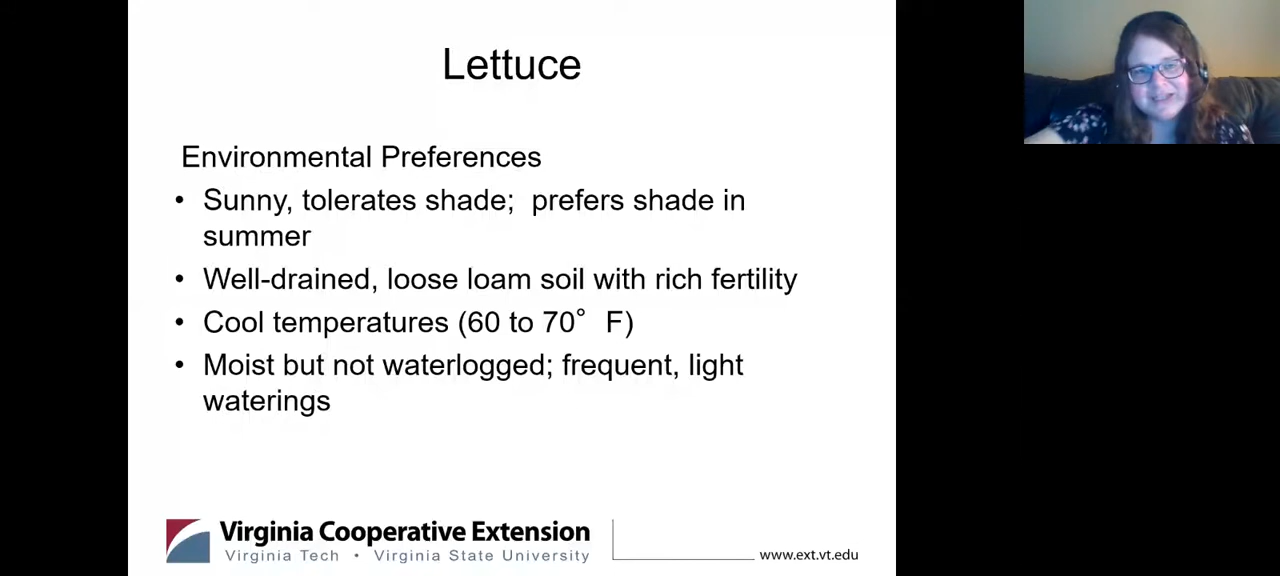 Lettuce
Environmental Preferences
• Sunny, tolerates shade;  prefers shade in
summer
• Well-drained, loose loam soil with rich fertility
• Cool temperatures (60 to 70°  F)
• Moist but not waterlogged; frequent, light
waterings
Virginia Cooperative Extension
Virginia Tech • Virginia State University
www.ext.vt.edu